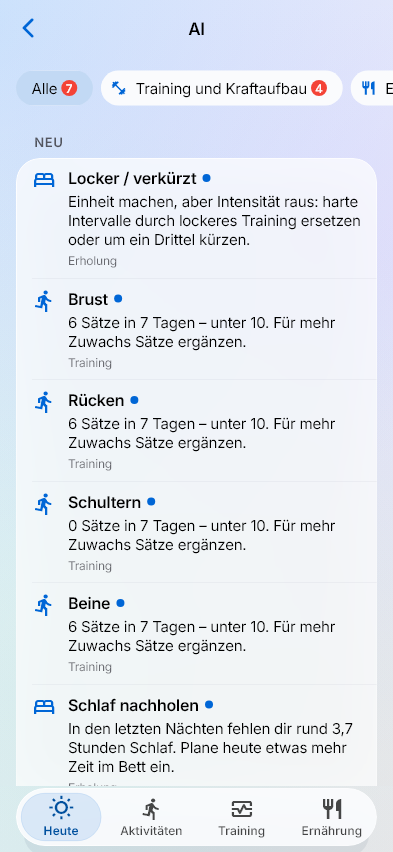 AI
Alle 7
Training und Kraftaufbau 4
E
NEU
Locker / verkürzt
Einheit machen, aber Intensität raus: harte
Intervalle durch lockeres Training ersetzen
oder um ein Drittel kürzen.
Erholung
Brust
6 Sätze in 7 Tagen – unter 10. Für mehr
Zuwachs Sätze ergänzen.
Training
Rücken
6 Sätze in 7 Tagen – unter 10. Für mehr
Zuwachs Sätze ergänzen.
Training
Schultern
0 Sätze in 7 Tagen – unter 10. Für mehr
Zuwachs Sätze ergänzen.
Training
Beine
6 Sätze in 7 Tagen – unter 10. Für mehr
Zuwachs Sätze ergänzen.
Training
Schlaf nachholen
In den letzten Nächten fehlen dir rund 3,7
Stunden Schlaf. Plane heute etwas mehr
Zeit im Bett ein.
Heute
Aktivitäten
Training
Ernährung